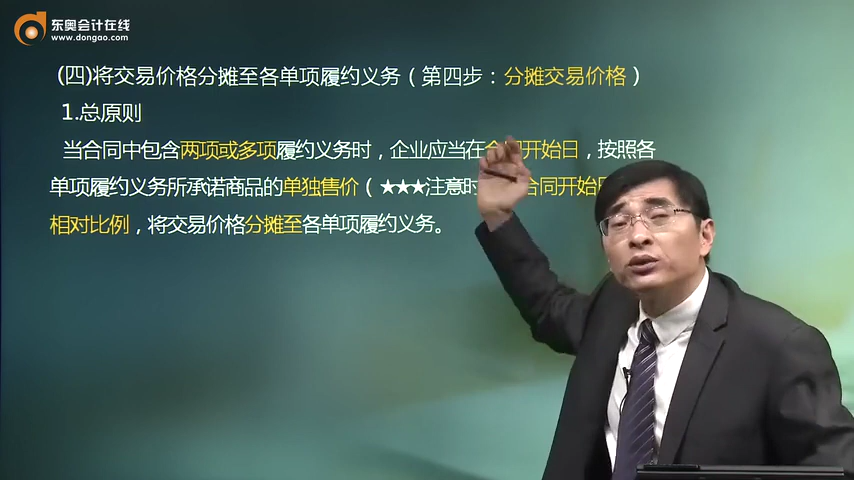 东奥会计在线
www.dongao.com
(四)将交易价格分摊至各单项履约义务（第四步：分摊交易价格）
1.总原则
当合同中包含两项或多项履约义务时，企业应当在合同开始日，按照各
单项履约义务所承诺商品的单独售价（★★★注意时 合同开始日
相对比例，将交易价格分摊至各单项履约义务。